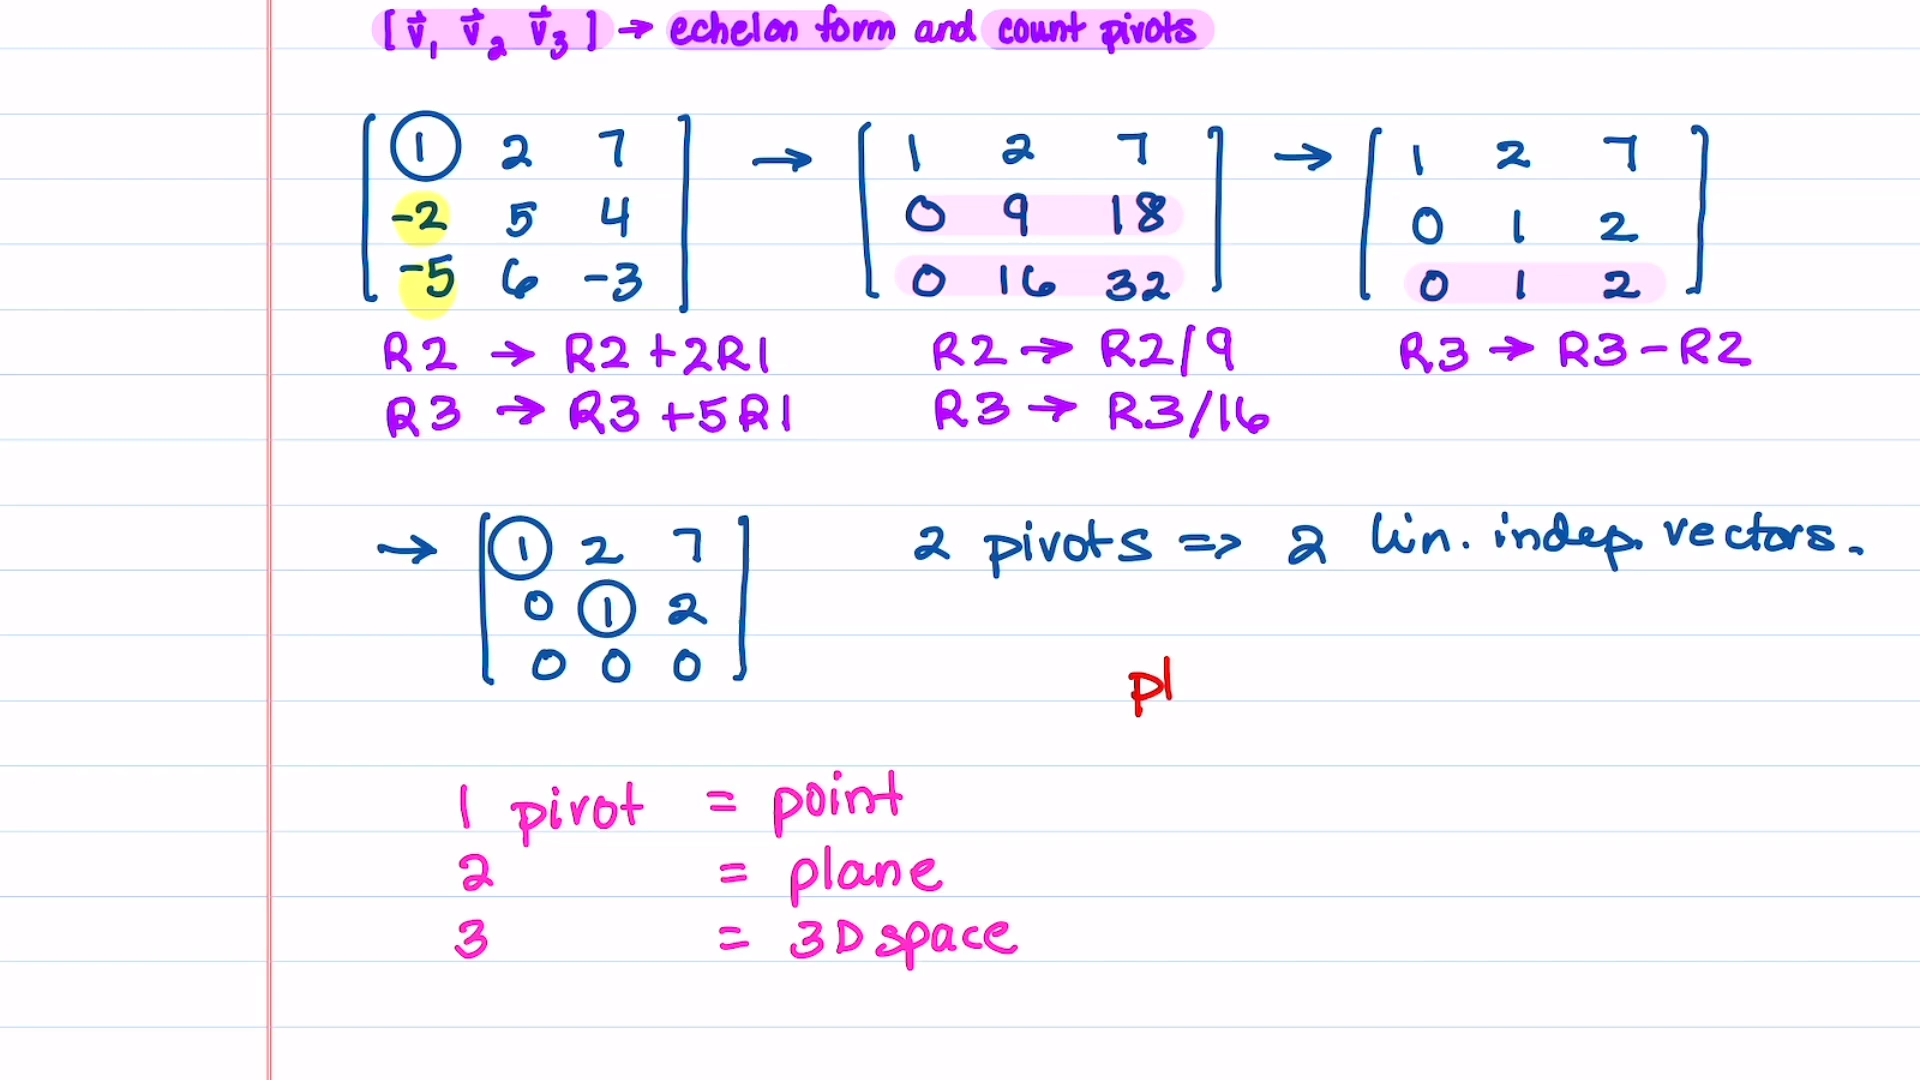 [v⃗₁ v⃗₂ v⃗₃] → echelon form and count pivots
[1 2 7 → [1 2 7 → [1 2 7
-2 5 4 0 9 18 0 1 2
-5 6 -3] 0 16 32] 0 1 2]
R2 → R2+2R1 R2 → R2/9 R3 → R3-R2
R3 → R3+5R1 R3 → R3/16
→ [1 2 7 2 pivots => 2 lin. indep. vectors.
0 1 2
0 0 0]
pl
1 pivot = point
2 = plane
3 = 3D space